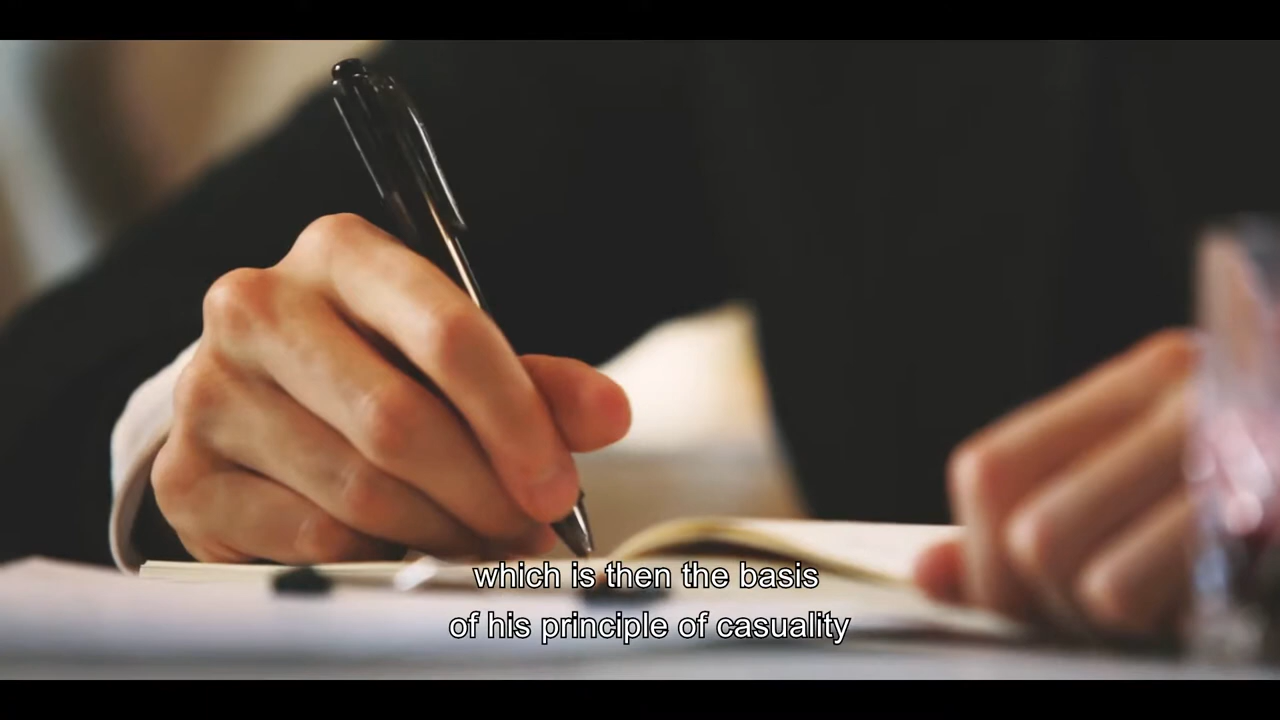 which is then the basis
of his principle of casuality